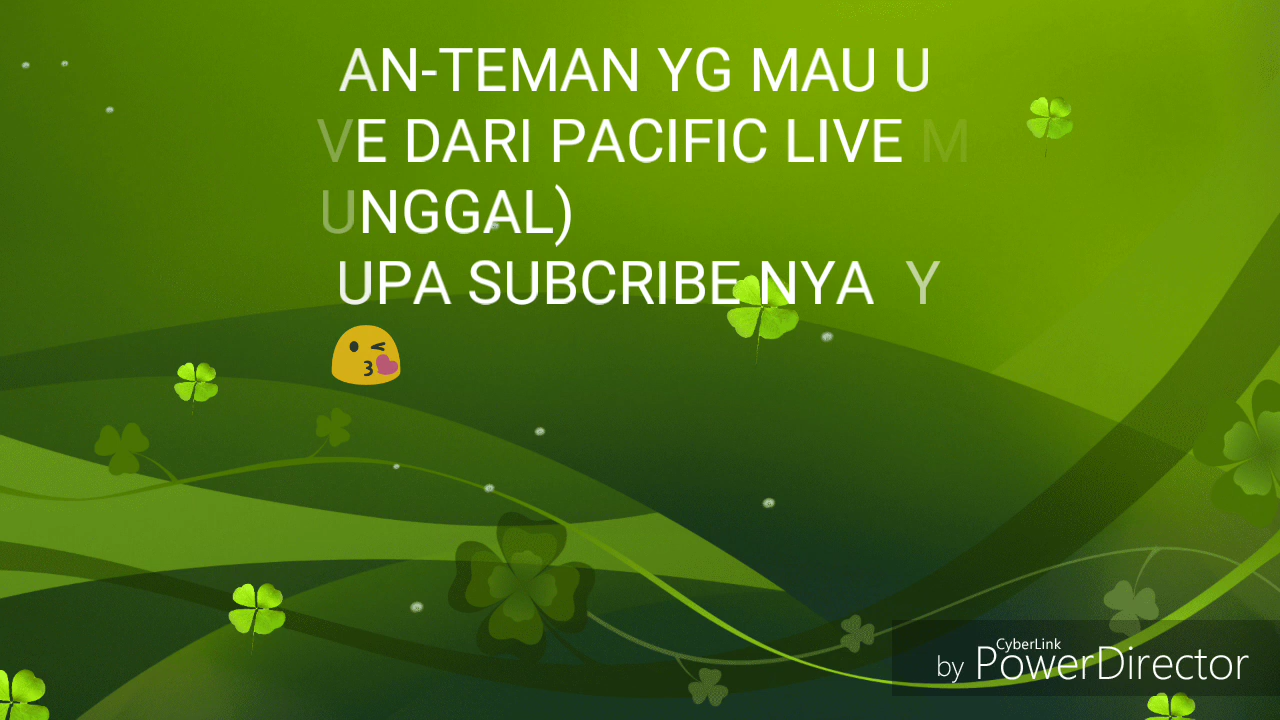 AN-TEMAN YG MAU U
VE DARI PACIFIC LIVE M
UNGGAL)
UPA SUBCRIBE NYA Y
by CyberLink PowerDirector